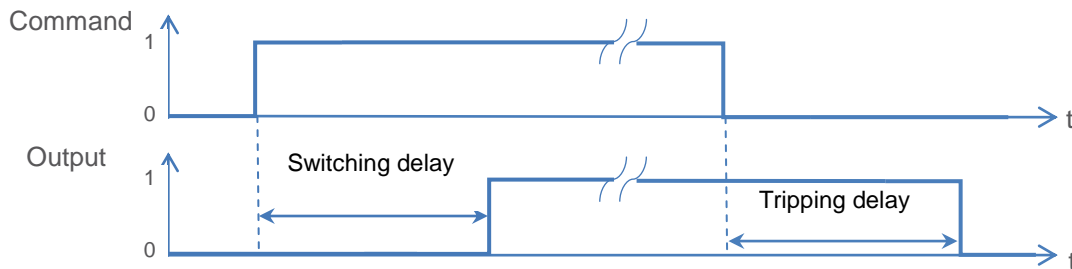 Command
1
0
t
Output
1
Switching delay
Tripping delay
0
t